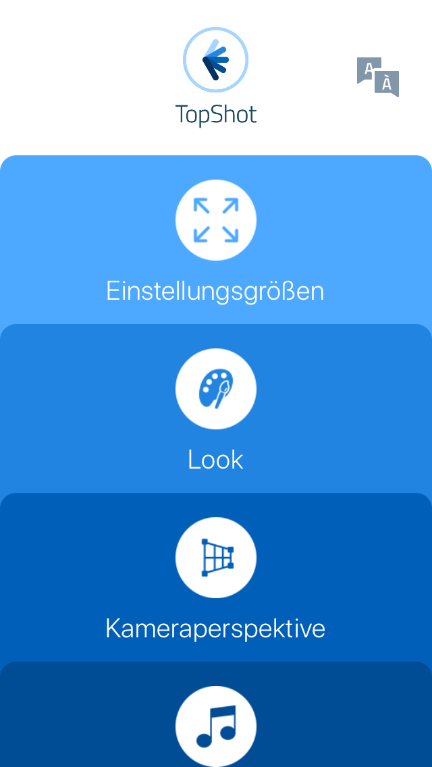 TopShot
A À
Einstellungsgrößen
Look
Kameraperspektive